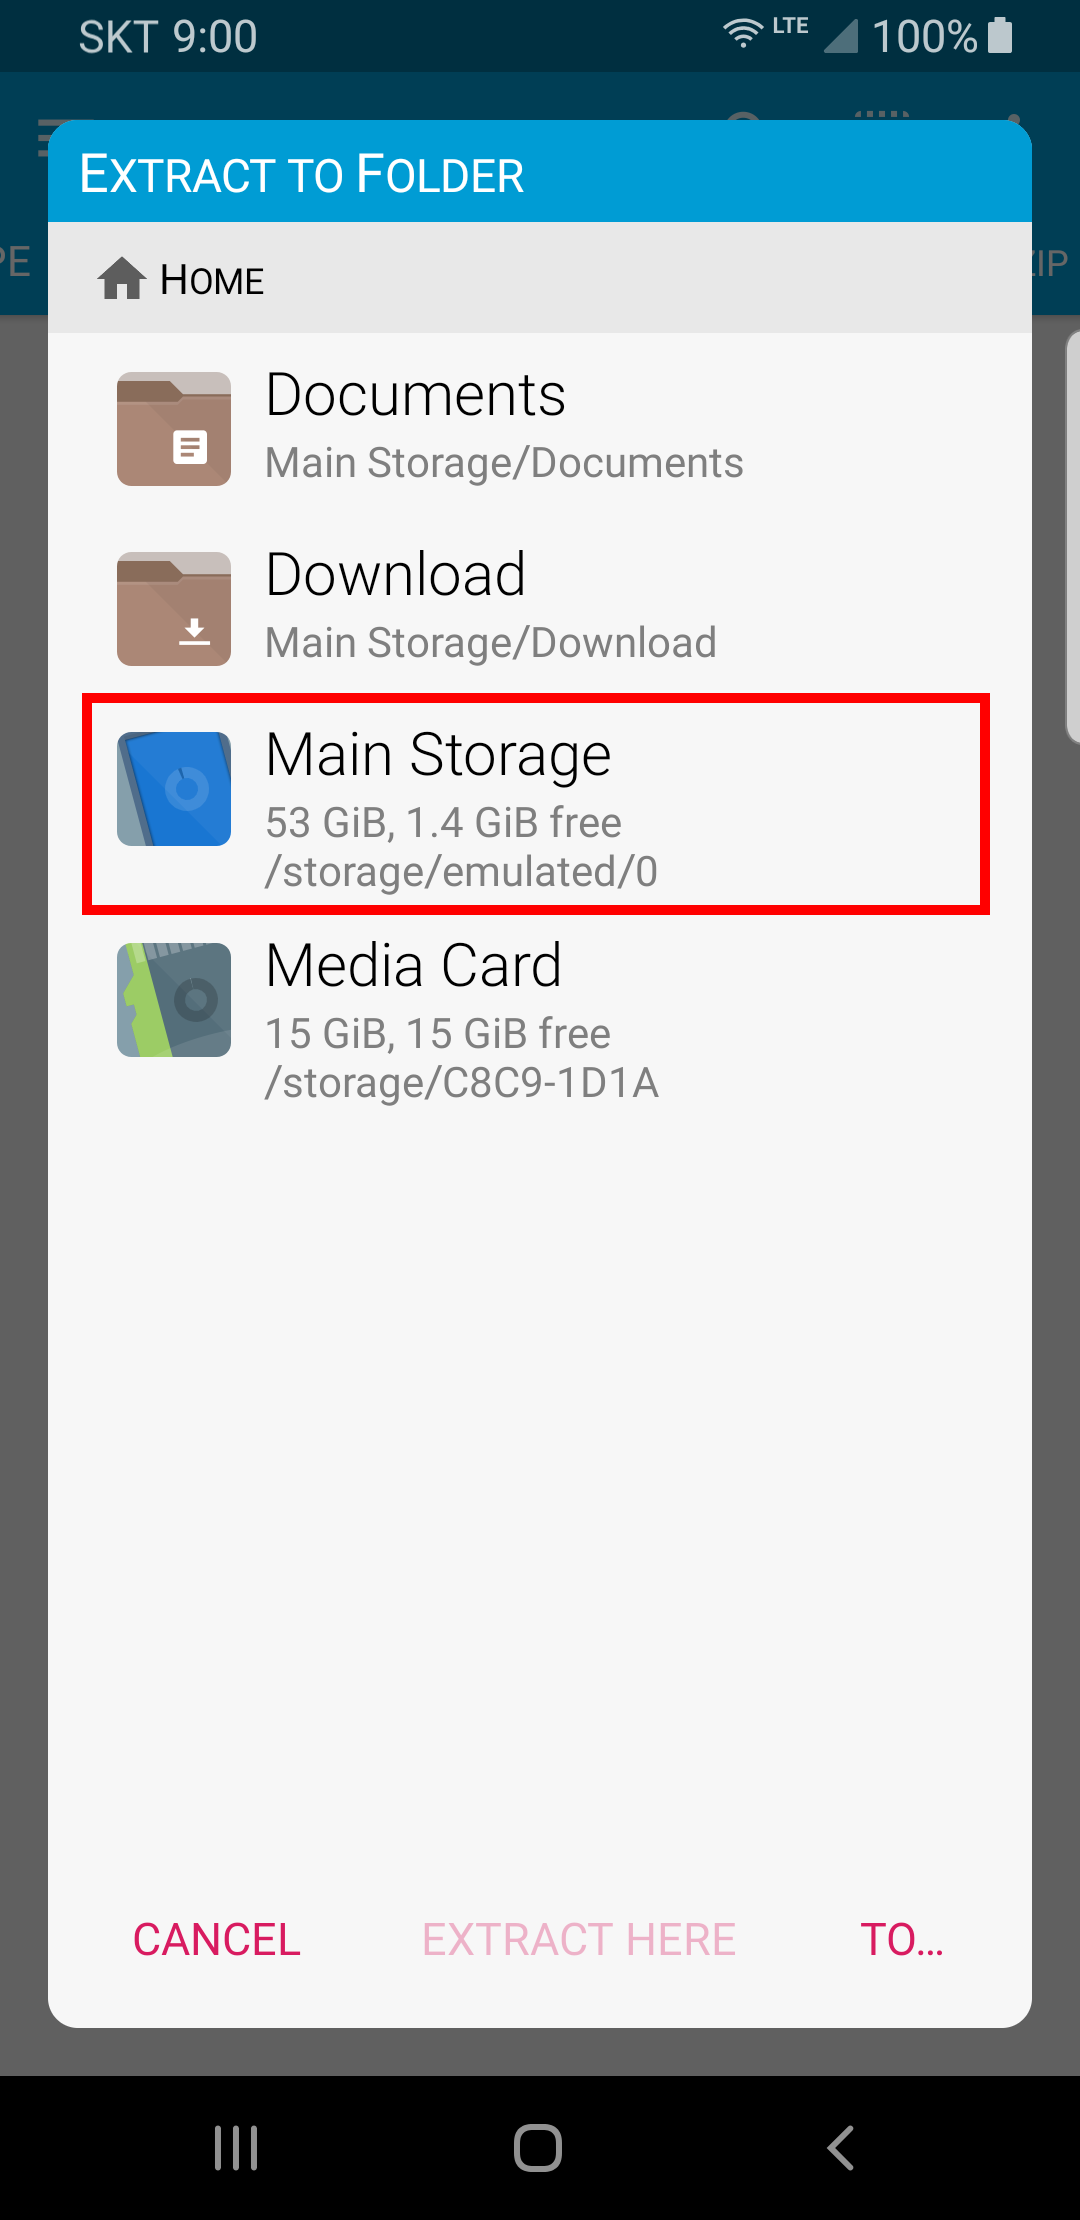 SKT 9:00
LTE 100%
EXTRACT TO FOLDER
PE
HOME
ZIP
Documents
Main Storage/Documents
Download
Main Storage/Download
Main Storage
53 GiB, 1.4 GiB free
/storage/emulated/0
Media Card
15 GiB, 15 GiB free
/storage/C8C9-1D1A
CANCEL
EXTRACT HERE
TO...